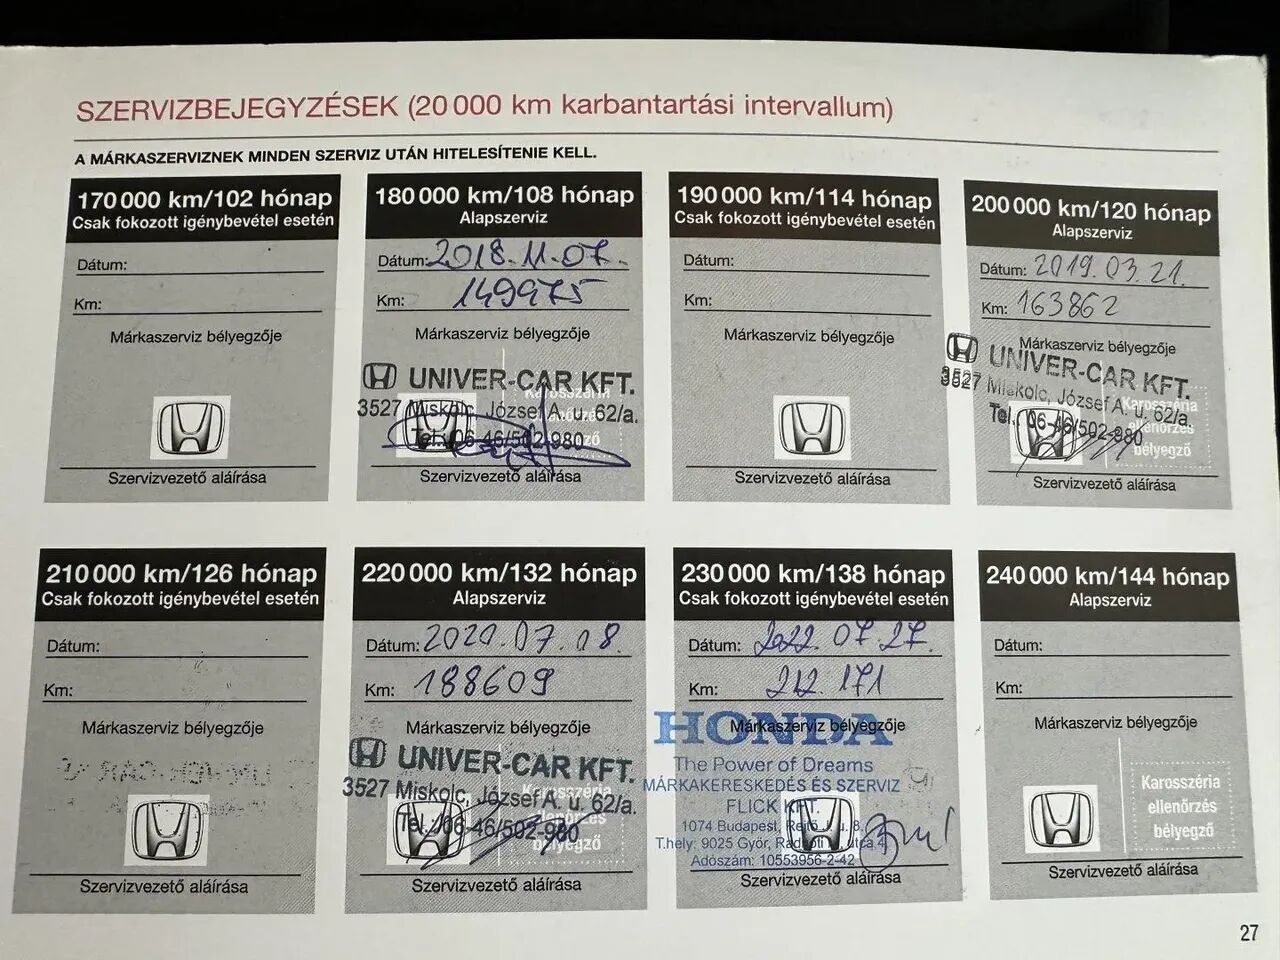 SZERVIZBEJEGYZÉSEK (20 000 km karbantartási intervallum)
A MÁRKASZERVIZNEK MINDEN SZERVIZ UTÁN HITELESÍTENIE KELL.
170 000 km/102 hónap
Csak fokozott igénybevétel esetén
Dátum:
Km:
Márkaszerviz bélyegzője
Szervizvezető aláírása
180 000 km/108 hónap
Alapszerviz
Dátum: 2018.11.07.
Km: 149975
Márkaszerviz bélyegzője
UNIVER-CAR KFT.
3527 Miskolc, József A. u. 62/a.
Tel.: 06-46/502-980
Szervizvezető aláírása
190 000 km/114 hónap
Csak fokozott igénybevétel esetén
Dátum:
Km:
Márkaszerviz bélyegzője
Szervizvezető aláírása
200 000 km/120 hónap
Alapszerviz
Dátum: 2019.03.21.
Km: 163862
Márkaszerviz bélyegzője
UNIVER-CAR KFT.
3527 Miskolc, József A. u. 62/a.
Tel.: 06-46/502-980
Karosszéria
ellenőrzés
bélyegző
Szervizvezető aláírása
210 000 km/126 hónap
Csak fokozott igénybevétel esetén
Dátum:
Km:
Márkaszerviz bélyegzője
Szervizvezető aláírása
220 000 km/132 hónap
Alapszerviz
Dátum: 2020.07.08.
Km: 188609
Márkaszerviz bélyegzője
UNIVER-CAR KFT.
3527 Miskolc, József A. u. 62/a.
Tel.: 06-46/502-980
Szervizvezető aláírása
230 000 km/138 hónap
Csak fokozott igénybevétel esetén
Dátum: 2022.07.27.
Km: 212.171
Márkaszerviz bélyegzője
HONDA
The Power of Dreams
MÁRKAKERESKEDÉS ÉS SZERVIZ
FLICK KFT.
1074 Budapest, Rejtő J. u. 8.
T.hely: 9025 Győr, Radnóti M. utca 4.
Adószám: 10553956-2-42
Szervizvezető aláírása
240 000 km/144 hónap
Alapszerviz
Dátum:
Km:
Márkaszerviz bélyegzője
Karosszéria
ellenőrzés
bélyegző
Szervizvezető aláírása
27